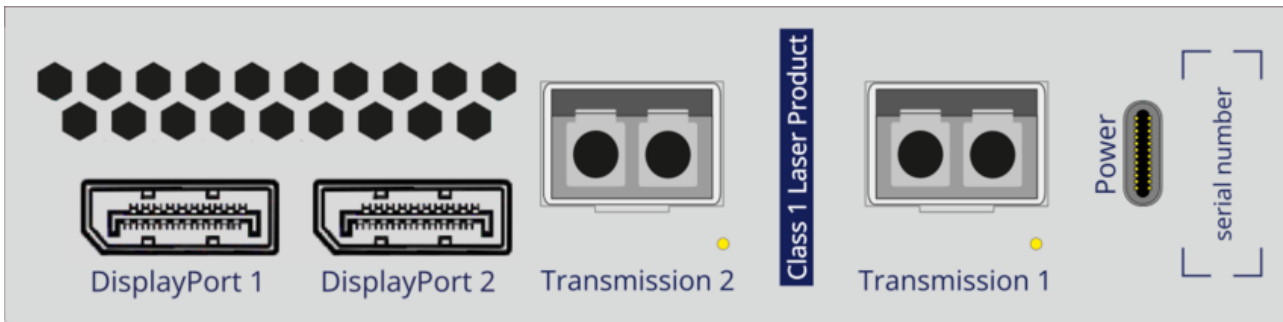 DisplayPort 1
DisplayPort 2
Transmission 2
Class 1 Laser Product
Transmission 1
Power
serial number